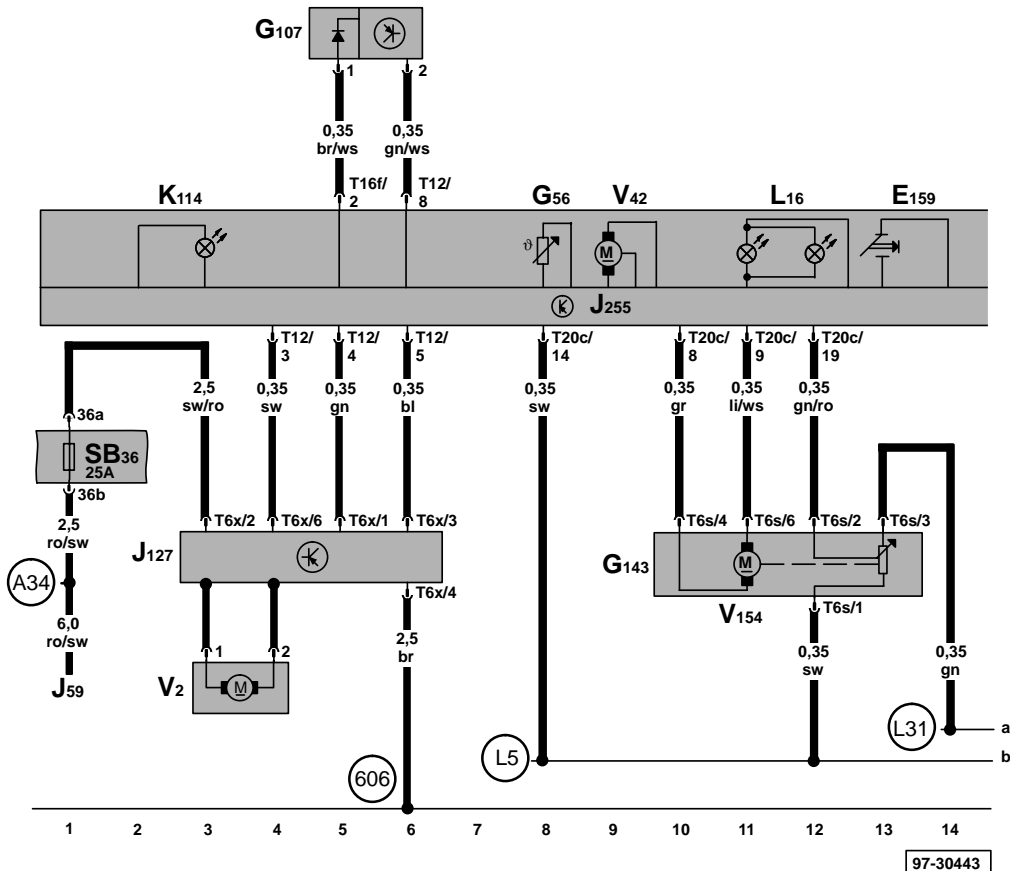 G107
1 2
0,35 0,35
br/ws gn/ws
T16f/ T12/
2 8
K114 G56 V42 L16 E159
ϑ M
J255
T12/ T12/ T12/ T20c/ T20c/ T20c/ T20c/
3 4 5 14 8 9 19
2,5 0,35 0,35 0,35 0,35 0,35 0,35 0,35
sw/ro sw gn bl sw gr li/ws gn/ro
36a
SB36
25A
36b
2,5
ro/sw
T6x/2 T6x/6 T6x/1 T6x/3 T6s/4 T6s/6 T6s/2 T6s/3
J127 G143 M
A34
T6x/4 V154 T6s/1
6,0
ro/sw
2,5
br
0,35 0,35
sw gn
1 2
J59 V2 M
L31 a
606 L5 b
1 2 3 4 5 6 7 8 9 10 11 12 13 14
97-30443